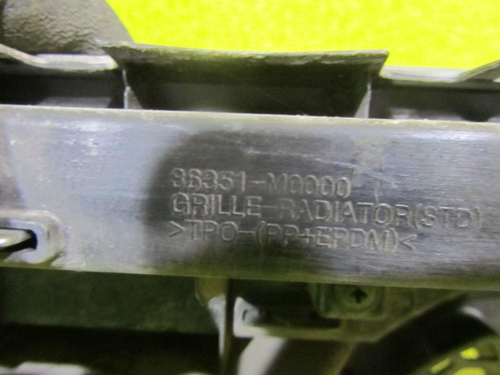 86351-M0000
GRILLE-RADIATOR(STD)
>TPO-(PP+EPDM)<